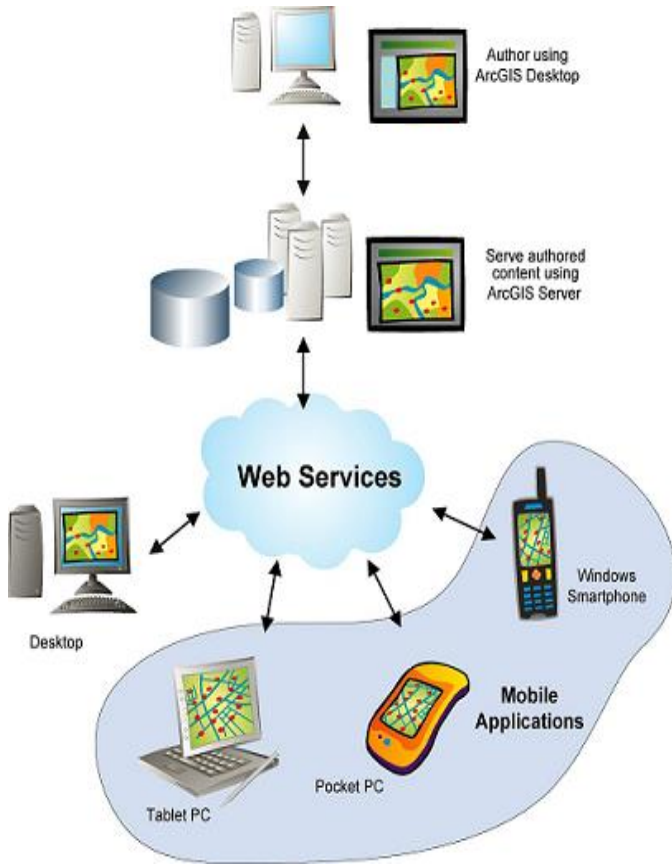 Author using
ArcGIS Desktop
Serve authored
content using
ArcGIS Server
Web Services
Windows
Smartphone
Desktop
Mobile
Applications
Pocket PC
Tablet PC